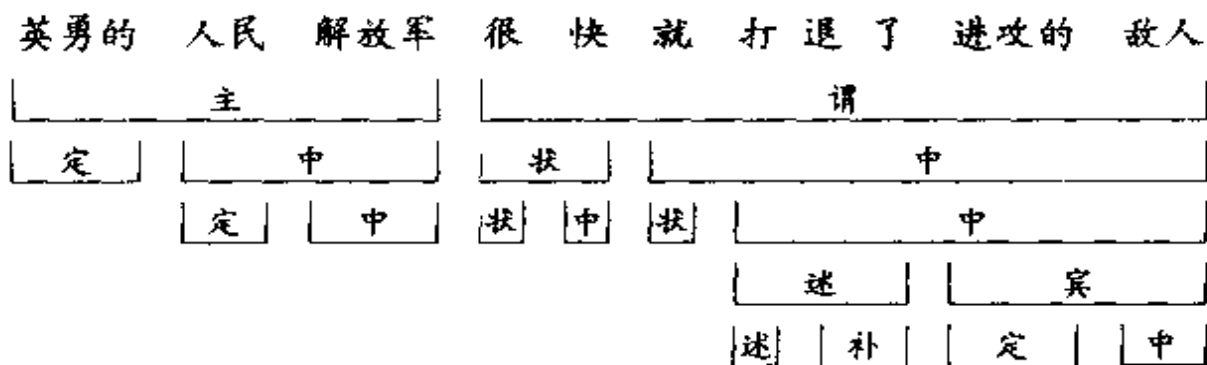 英勇的 人民 解放军 很 快 就 打 退 了 进攻的 敌人
主 谓
定 中 状 中
定 中 状 中 状 中
述 宾
述 补 定 中